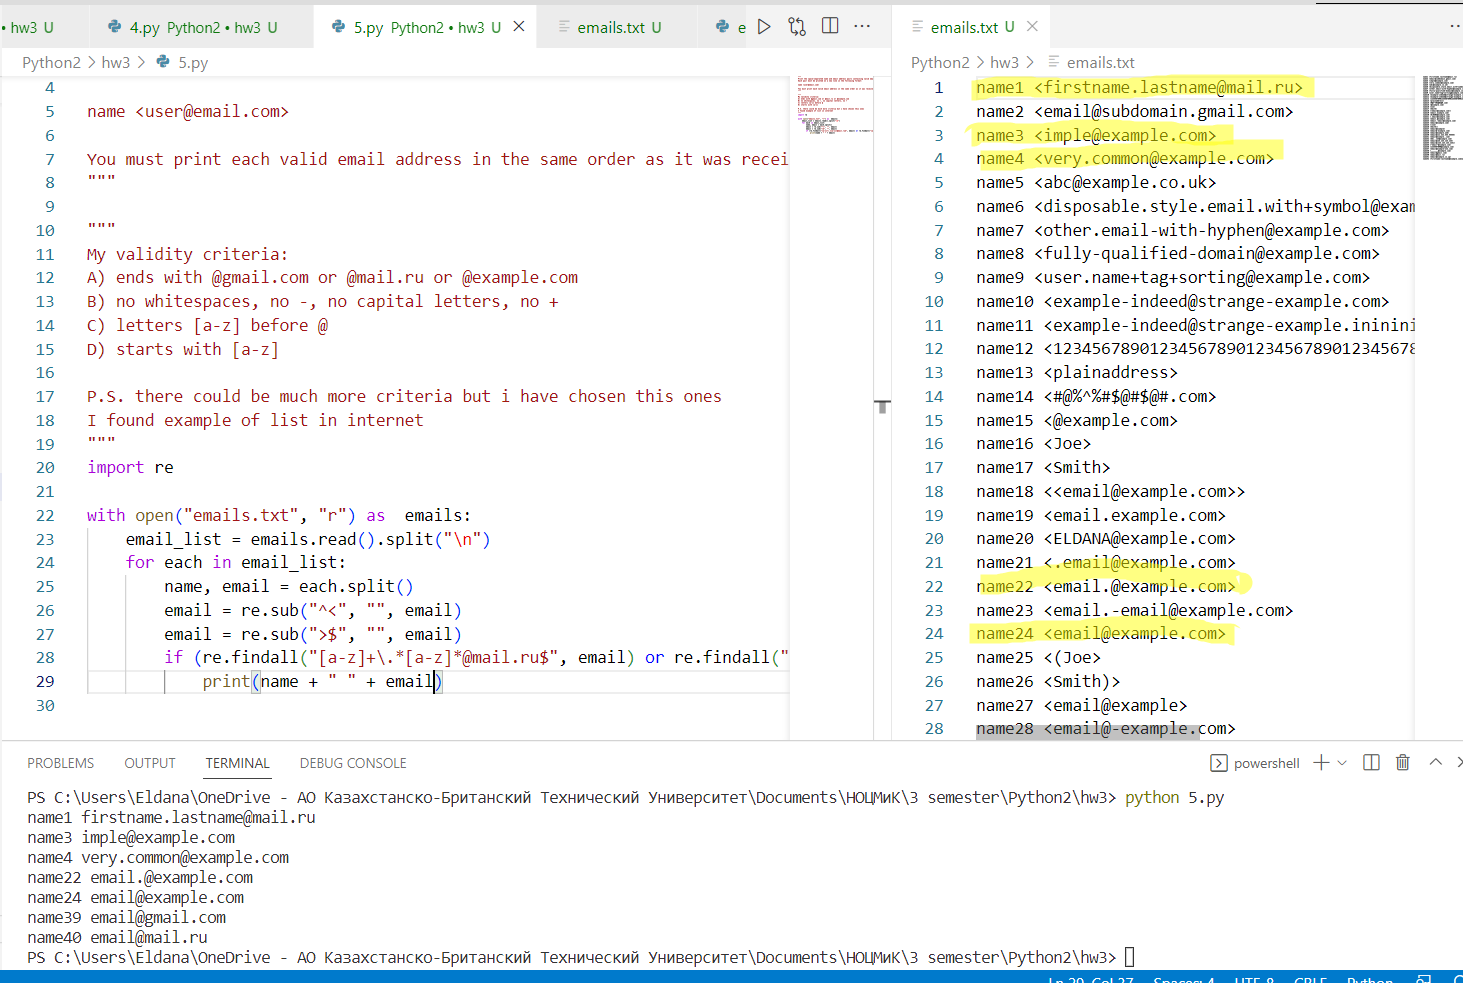 hw3 U
4.py Python2 • hw3 U
5.py Python2 • hw3 U
emails.txt U
e
emails.txt U
Python2 > hw3 > 5.py
4
5 name <user@email.com>
6
7 You must print each valid email address in the same order as it was recei
8 """
9
10 """
11 My validity criteria:
12 A) ends with @gmail.com or @mail.ru or @example.com
13 B) no whitespaces, no -, no capital letters, no +
14 C) letters [a-z] before @
15 D) starts with [a-z]
16
17 P.S. there could be much more criteria but i have chosen this ones
18 I found example of list in internet
19 """
20 import re
21
22 with open("emails.txt", "r") as  emails:
23 email_list = emails.read().split("\n")
24 for each in email_list:
25 name, email = each.split()
26 email = re.sub("^<", "", email)
27 email = re.sub(">$", "", email)
28 if (re.findall("[a-z]+\.*[a-z]*@mail.ru$", email) or re.findall("
29 print(name + " " + email)
30
Python2 > hw3 > emails.txt
1 name1 <firstname.lastname@mail.ru>
2 name2 <email@subdomain.gmail.com>
3 name3 <imple@example.com>
4 name4 <very.common@example.com>
5 name5 <abc@example.co.uk>
6 name6 <disposable.style.email.with+symbol@exam
7 name7 <other.email-with-hyphen@example.com>
8 name8 <fully-qualified-domain@example.com>
9 name9 <user.name+tag+sorting@example.com>
10 name10 <example-indeed@strange-example.com>
11 name11 <example-indeed@strange-example.ininini
12 name12 <12345678901234567890123456789012345678
13 name13 <plainaddress>
14 name14 <#@%^%#$@#$@#.com>
15 name15 <@example.com>
16 name16 <Joe>
17 name17 <Smith>
18 name18 <<email@example.com>>
19 name19 <email.example.com>
20 name20 <ELDANA@example.com>
21 name21 <.email@example.com>
22 name22 <email.@example.com>
23 name23 <email.-email@example.com>
24 name24 <email@example.com>
25 name25 <(Joe>
26 name26 <Smith)>
27 name27 <email@example>
28 name28 <email@-example.com>
PROBLEMS OUTPUT TERMINAL DEBUG CONSOLE
powershell
PS C:\Users\Eldana\OneDrive - АО Казахстанско-Британский Технический Университет\Documents\НОЦМиК\3 semester\Python2\hw3> python 5.py
name1 firstname.lastname@mail.ru
name3 imple@example.com
name4 very.common@example.com
name22 email.@example.com
name24 email@example.com
name39 email@gmail.com
name40 email@mail.ru
PS C:\Users\Eldana\OneDrive - АО Казахстанско-Британский Технический Университет\Documents\НОЦМиК\3 semester\Python2\hw3>
Ln 29, Col 37 Spaces: 4 UTF-8 CRLF Python